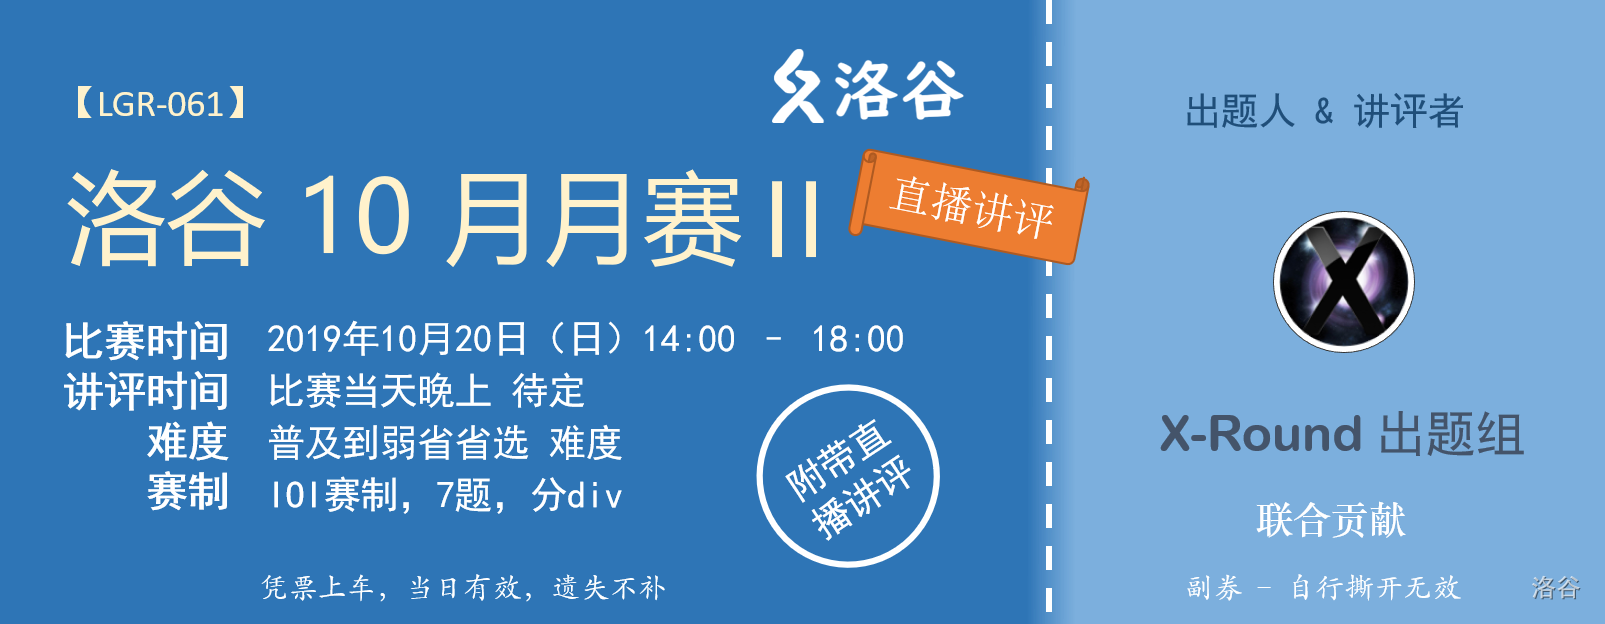 【LGR-061】
洛谷
洛谷 10 月月赛 II
直播讲评
比赛时间 2019年10月20日（日）14:00 - 18:00
讲评时间 比赛当天晚上 待定
难度 普及到弱省省选 难度
赛制 IOI赛制，7题，分div
附带直
播讲评
凭票上车，当日有效，遗失不补
出题人 & 讲评者
X
X-Round 出题组
联合贡献
副券 - 自行撕开无效
洛谷